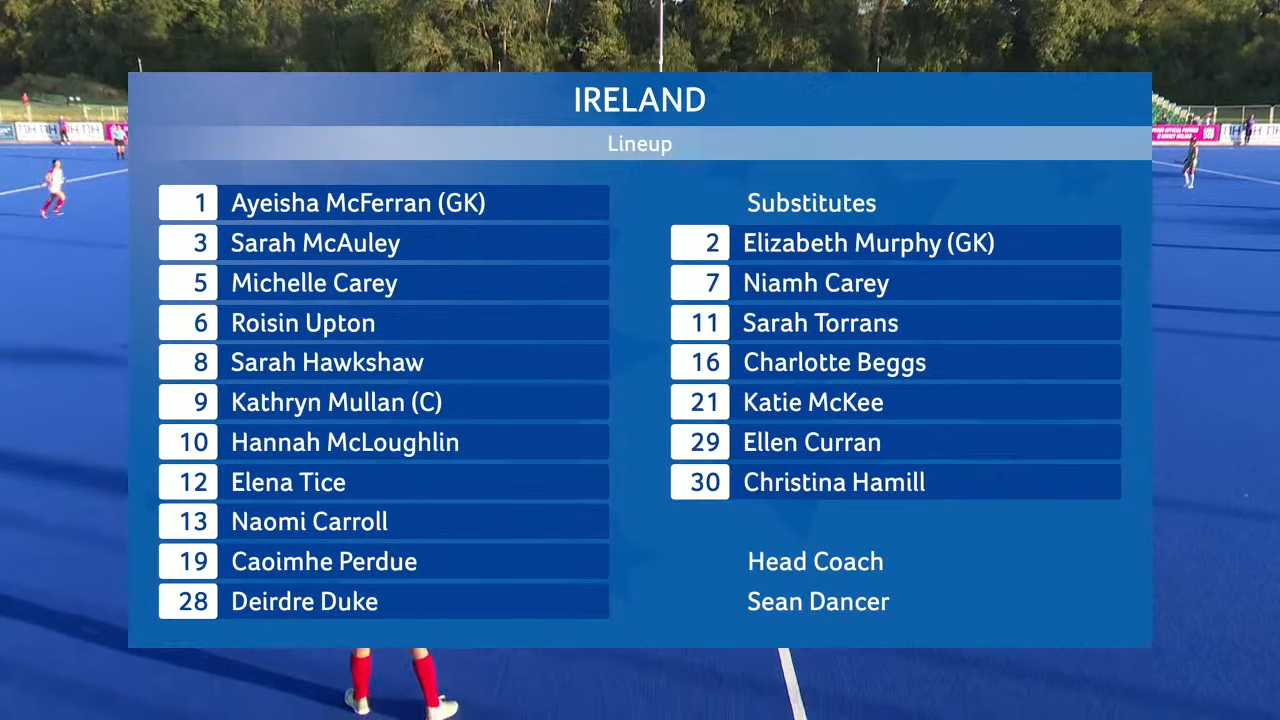 IRELAND
Lineup
1 Ayeisha McFerran (GK)
3 Sarah McAuley
5 Michelle Carey
6 Roisin Upton
8 Sarah Hawkshaw
9 Kathryn Mullan (C)
10 Hannah McLoughlin
12 Elena Tice
13 Naomi Carroll
19 Caoimhe Perdue
28 Deirdre Duke
Substitutes
2 Elizabeth Murphy (GK)
7 Niamh Carey
11 Sarah Torrans
16 Charlotte Beggs
21 Katie McKee
29 Ellen Curran
30 Christina Hamill
Head Coach
Sean Dancer